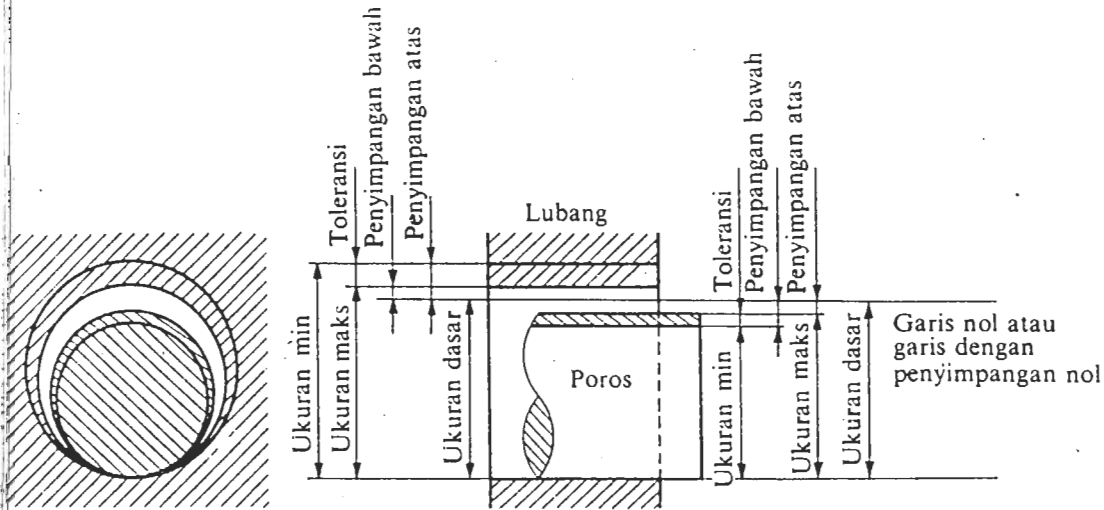 Toleransi
Penyimpangan bawah
Penyimpangan atas
Lubang
Toleransi
Penyimpangan bawah
Penyimpangan atas
Ukuran min
Ukuran maks
Ukuran dasar
Poros
Ukuran min
Ukuran maks
Ukuran dasar
Garis nol atau
garis dengan
penyimpangan nol